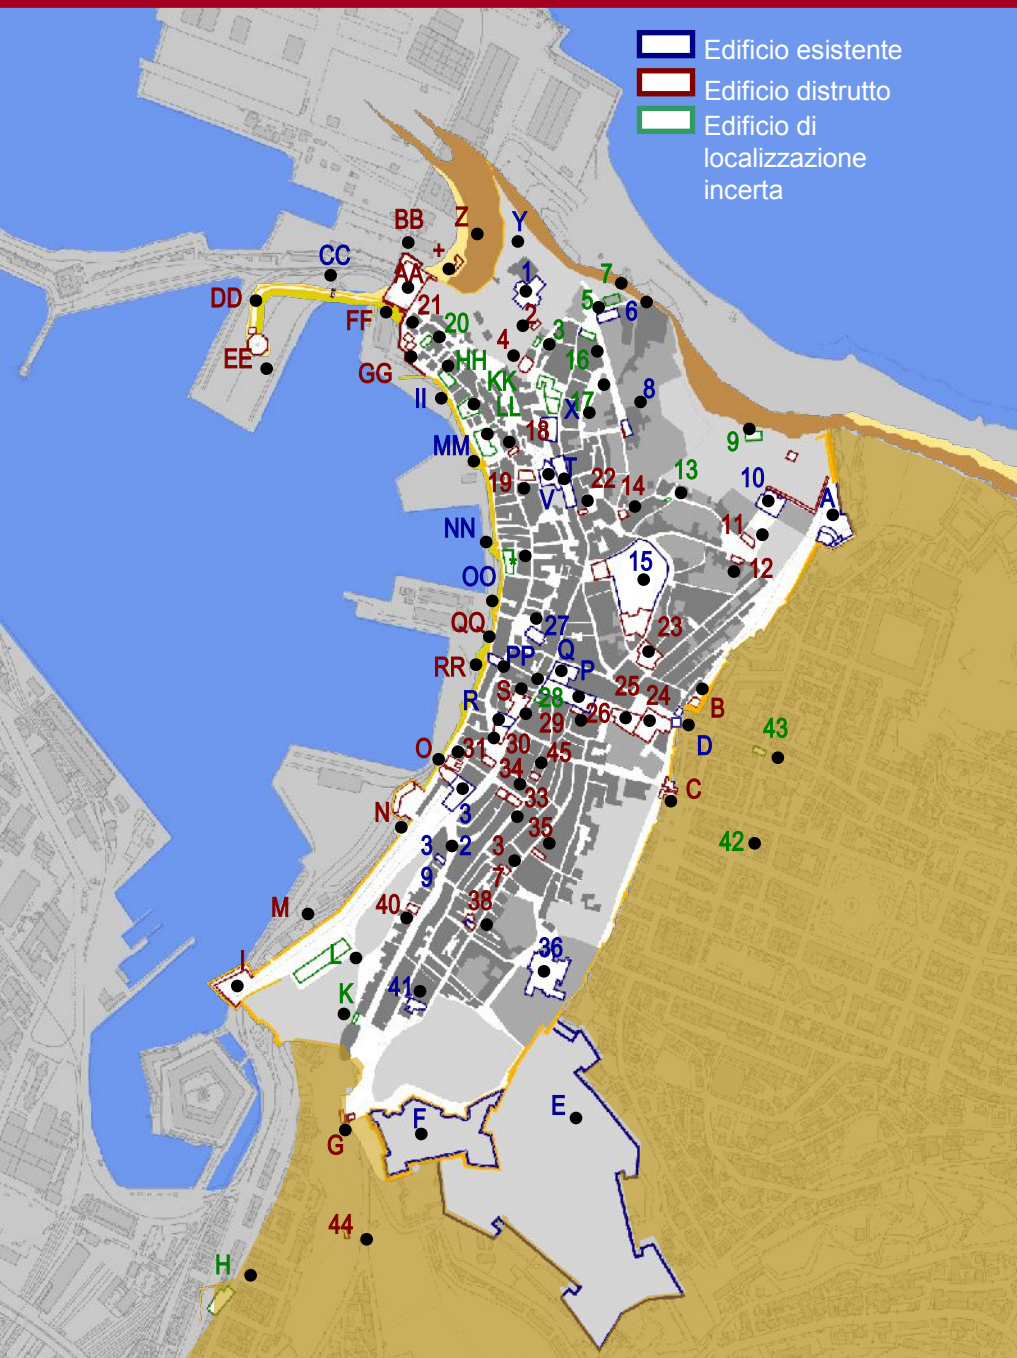 Edificio esistente
Edificio distrutto
Edificio di
localizzazione
incerta
BB
Z
Y
+
CC
AA
1
7
DD
5
6
FF
21
20
2
3
4
EE
GG
HH
16
II
KK
LL
17
X
8
MM
18
9
19
T
V
22
14
13
10
A
NN
11
15
12
*
OO
27
QQ
23
RR
PP
Q
P
S
28
25
24
B
R
29
26
D
43
O
31
30
45
34
C
N
3
33
3
2
35
42
9
3
7
M
40
38
L
36
I
K
41
F
E
G
44
H